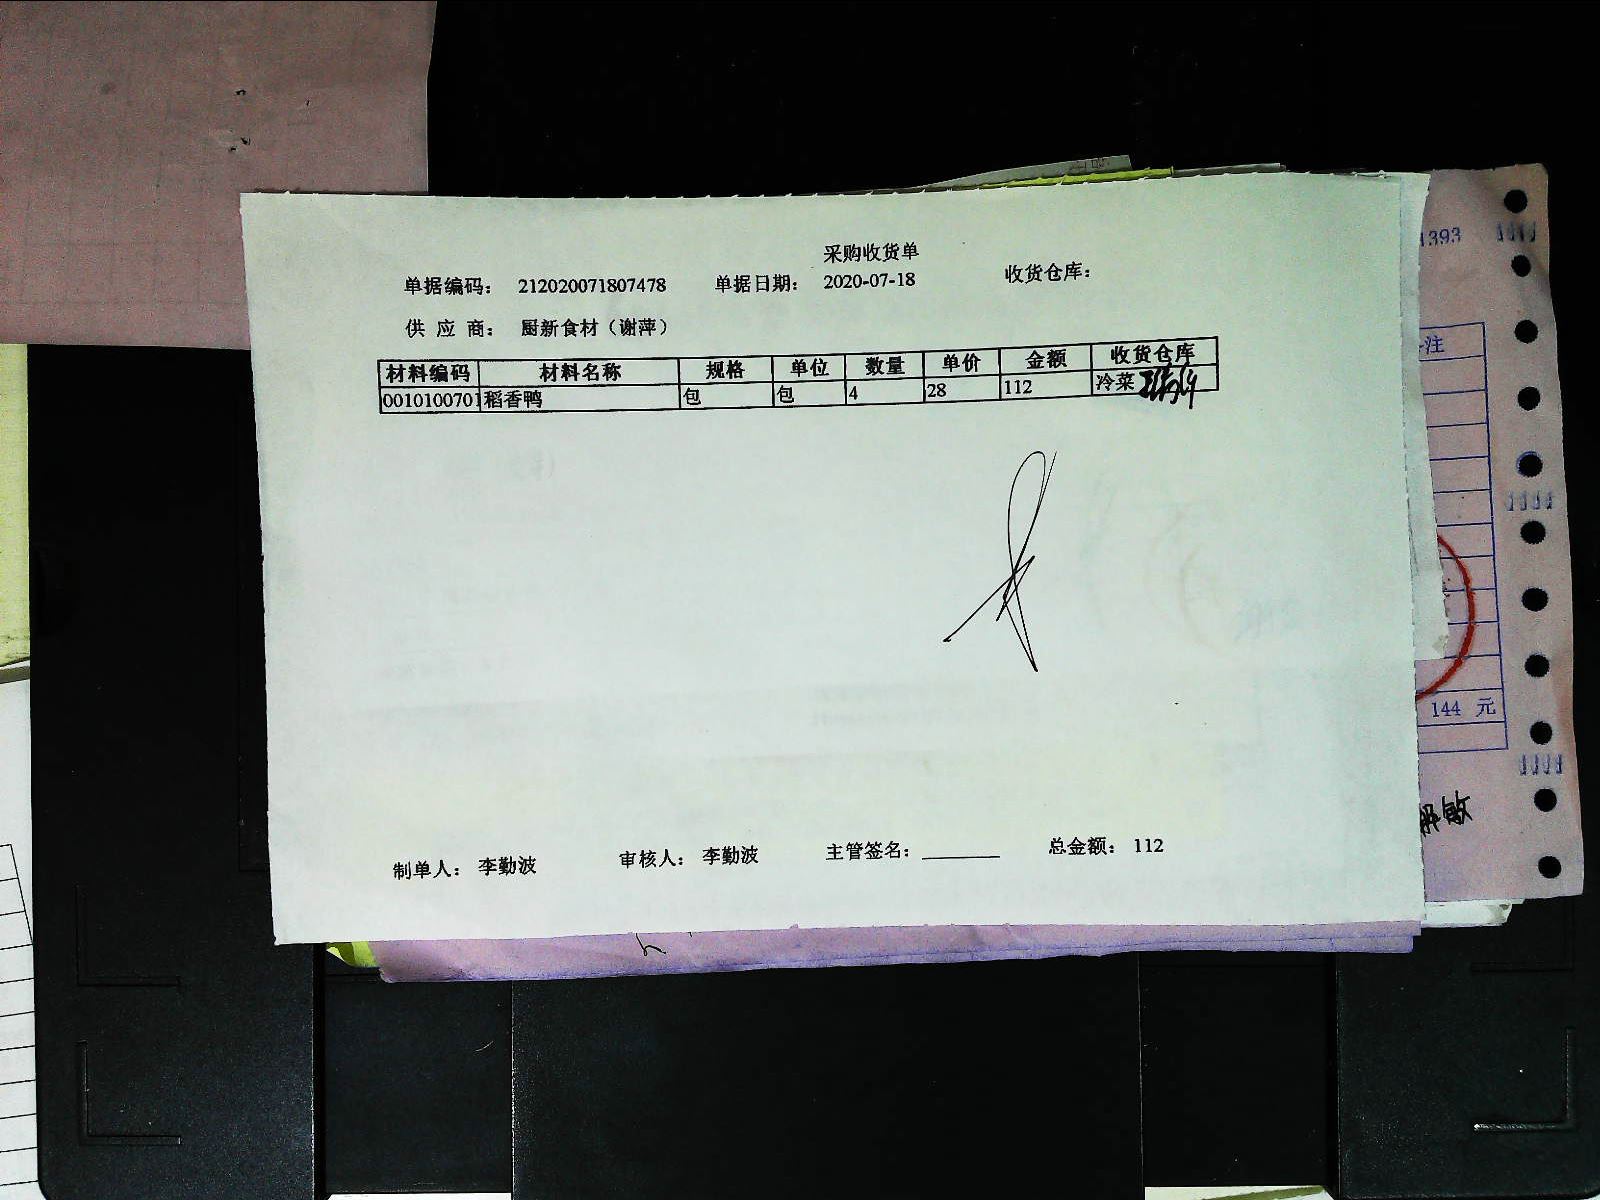 采购收货单
单据编码： 212020071807478 单据日期： 2020-07-18 收货仓库：
供 应 商： 厨新食材（谢萍）
材料编码 材料名称 规格 单位 数量 单价 金额 收货仓库
0010100701 稻香鸭 包 包 4 28 112 冷菜
制单人： 李勤波 审核人： 李勤波 主管签名： 总金额： 112
1393
注
144 元
敏